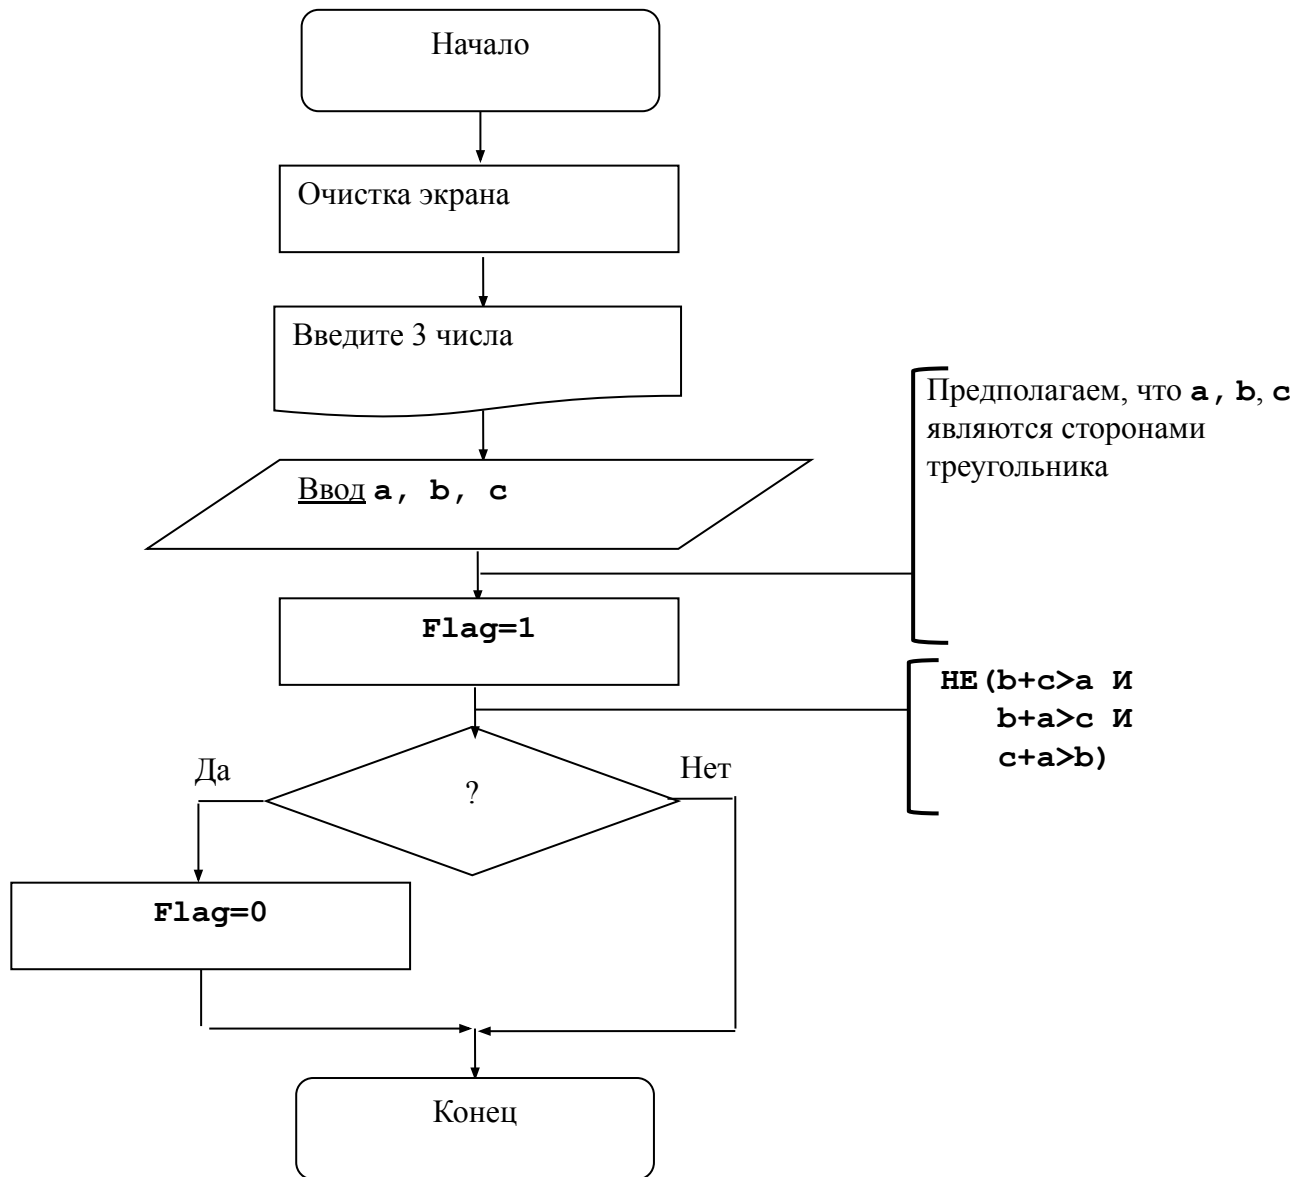 Начало
Очистка экрана
Введите 3 числа
Предполагаем, что a, b, c
являются сторонами
треугольника
Ввод a, b, c
Flag=1
НЕ(b+c>a И
b+a>c И
c+a>b)
Да
?
Нет
Flag=0
Конец